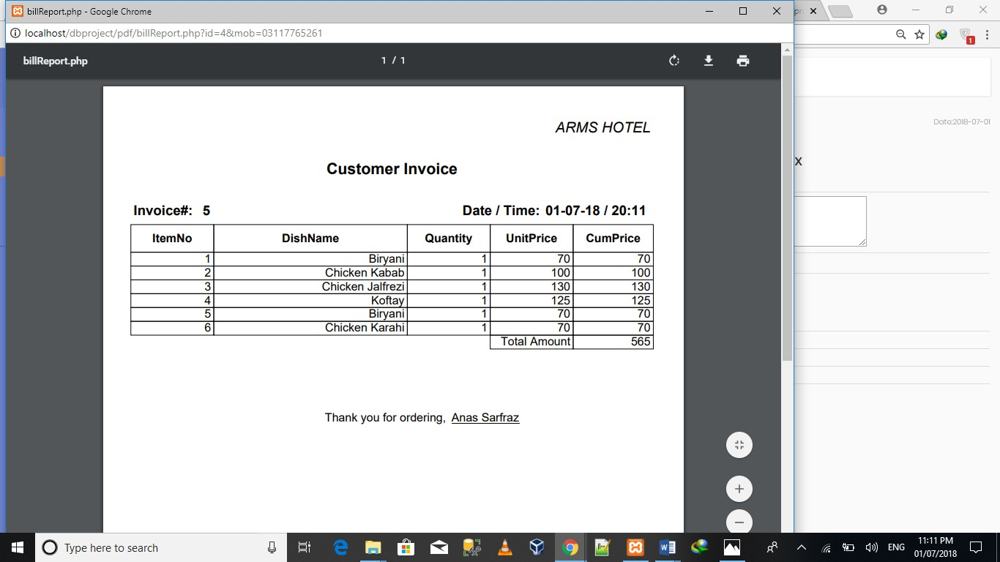 billReport.php - Google Chrome
localhost/dbproject/pdf/billReport.php?id=4&mob=03117765261
billReport.php 1 / 1
1
Date:2018-07-01
x
ARMS HOTEL
Customer Invoice
Invoice#: 5 Date / Time: 01-07-18 / 20:11
ItemNo DishName Quantity UnitPrice CumPrice
1 Biryani 1 70 70
2 Chicken Kabab 1 100 100
3 Chicken Jalfrezi 1 130 130
4 Koftay 1 125 125
5 Biryani 1 70 70
6 Chicken Karahi 1 70 70
Total Amount 565
Thank you for ordering, Anas Sarfraz
Type here to search
ENG
11:11 PM
01/07/2018